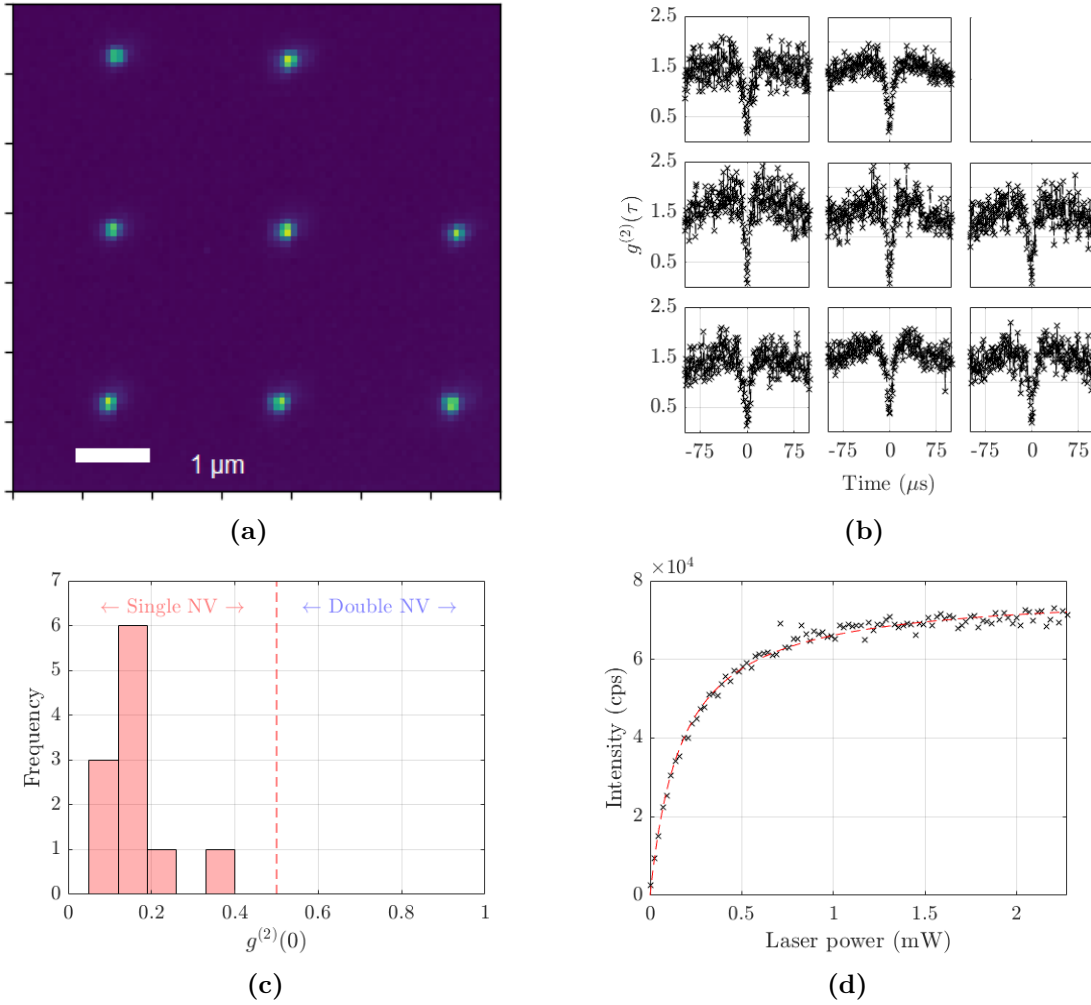 1 µm
(a)
2.5
1.5
0.5
2.5
1.5
0.5
2.5
1.5
0.5
g(2)(τ)
-75 0 75 -75 0 75 -75 0 75
Time (µs)
(b)
7
6
5
4
3
2
1
0
Frequency
← Single NV → ← Double NV →
0 0.2 0.4 0.6 0.8 1
g(2)(0)
(c)
×10⁴
8
6
4
2
0
Intensity (cps)
0 0.5 1 1.5 2
Laser power (mW)
(d)